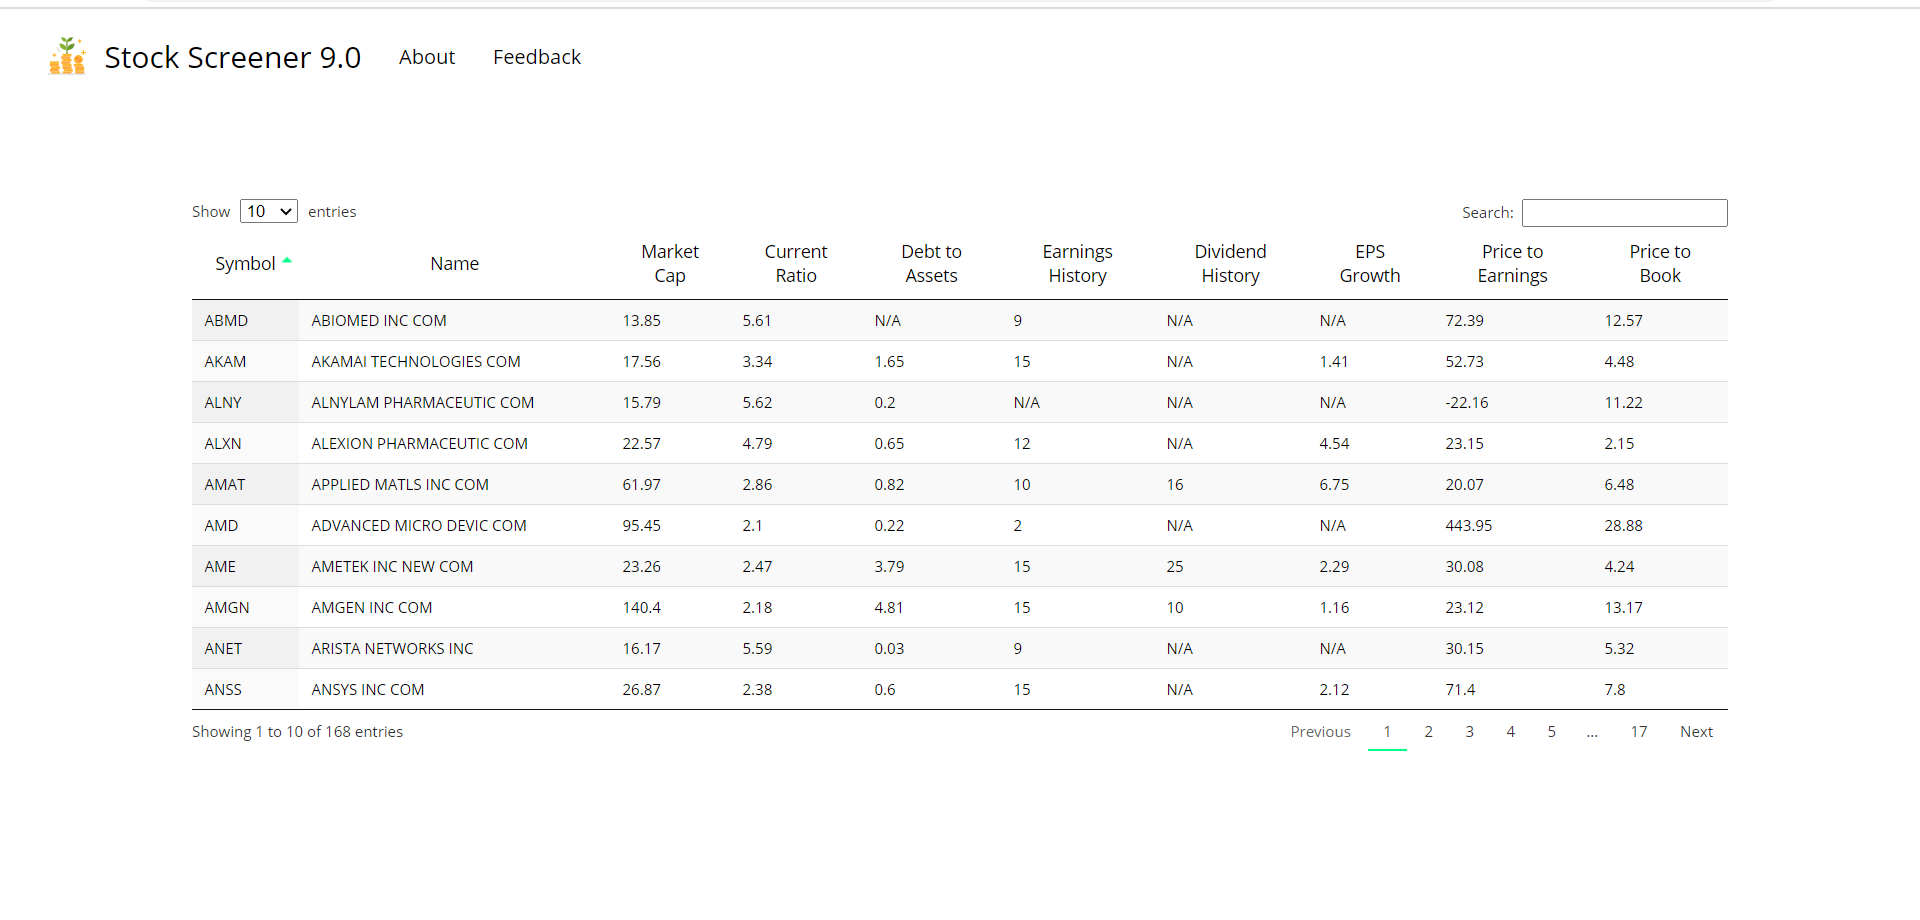 Stock Screener 9.0 About Feedback
Show 10 entries Search:
Symbol Name Market Cap Current Ratio Debt to Assets Earnings History Dividend History EPS Growth Price to Earnings Price to Book
ABMD ABIOMED INC COM 13.85 5.61 N/A 9 N/A N/A 72.39 12.57
AKAM AKAMAI TECHNOLOGIES COM 17.56 3.34 1.65 15 N/A 1.41 52.73 4.48
ALNY ALNYLAM PHARMACEUTIC COM 15.79 5.62 0.2 N/A N/A N/A -22.16 11.22
ALXN ALEXION PHARMACEUTIC COM 22.57 4.79 0.65 12 N/A 4.54 23.15 2.15
AMAT APPLIED MATLS INC COM 61.97 2.86 0.82 10 16 6.75 20.07 6.48
AMD ADVANCED MICRO DEVIC COM 95.45 2.1 0.22 2 N/A N/A 443.95 28.88
AME AMETEK INC NEW COM 23.26 2.47 3.79 15 25 2.29 30.08 4.24
AMGN AMGEN INC COM 140.4 2.18 4.81 15 10 1.16 23.12 13.17
ANET ARISTA NETWORKS INC 16.17 5.59 0.03 9 N/A N/A 30.15 5.32
ANSS ANSYS INC COM 26.87 2.38 0.6 15 N/A 2.12 71.4 7.8
Showing 1 to 10 of 168 entries Previous 1 2 3 4 5 ... 17 Next